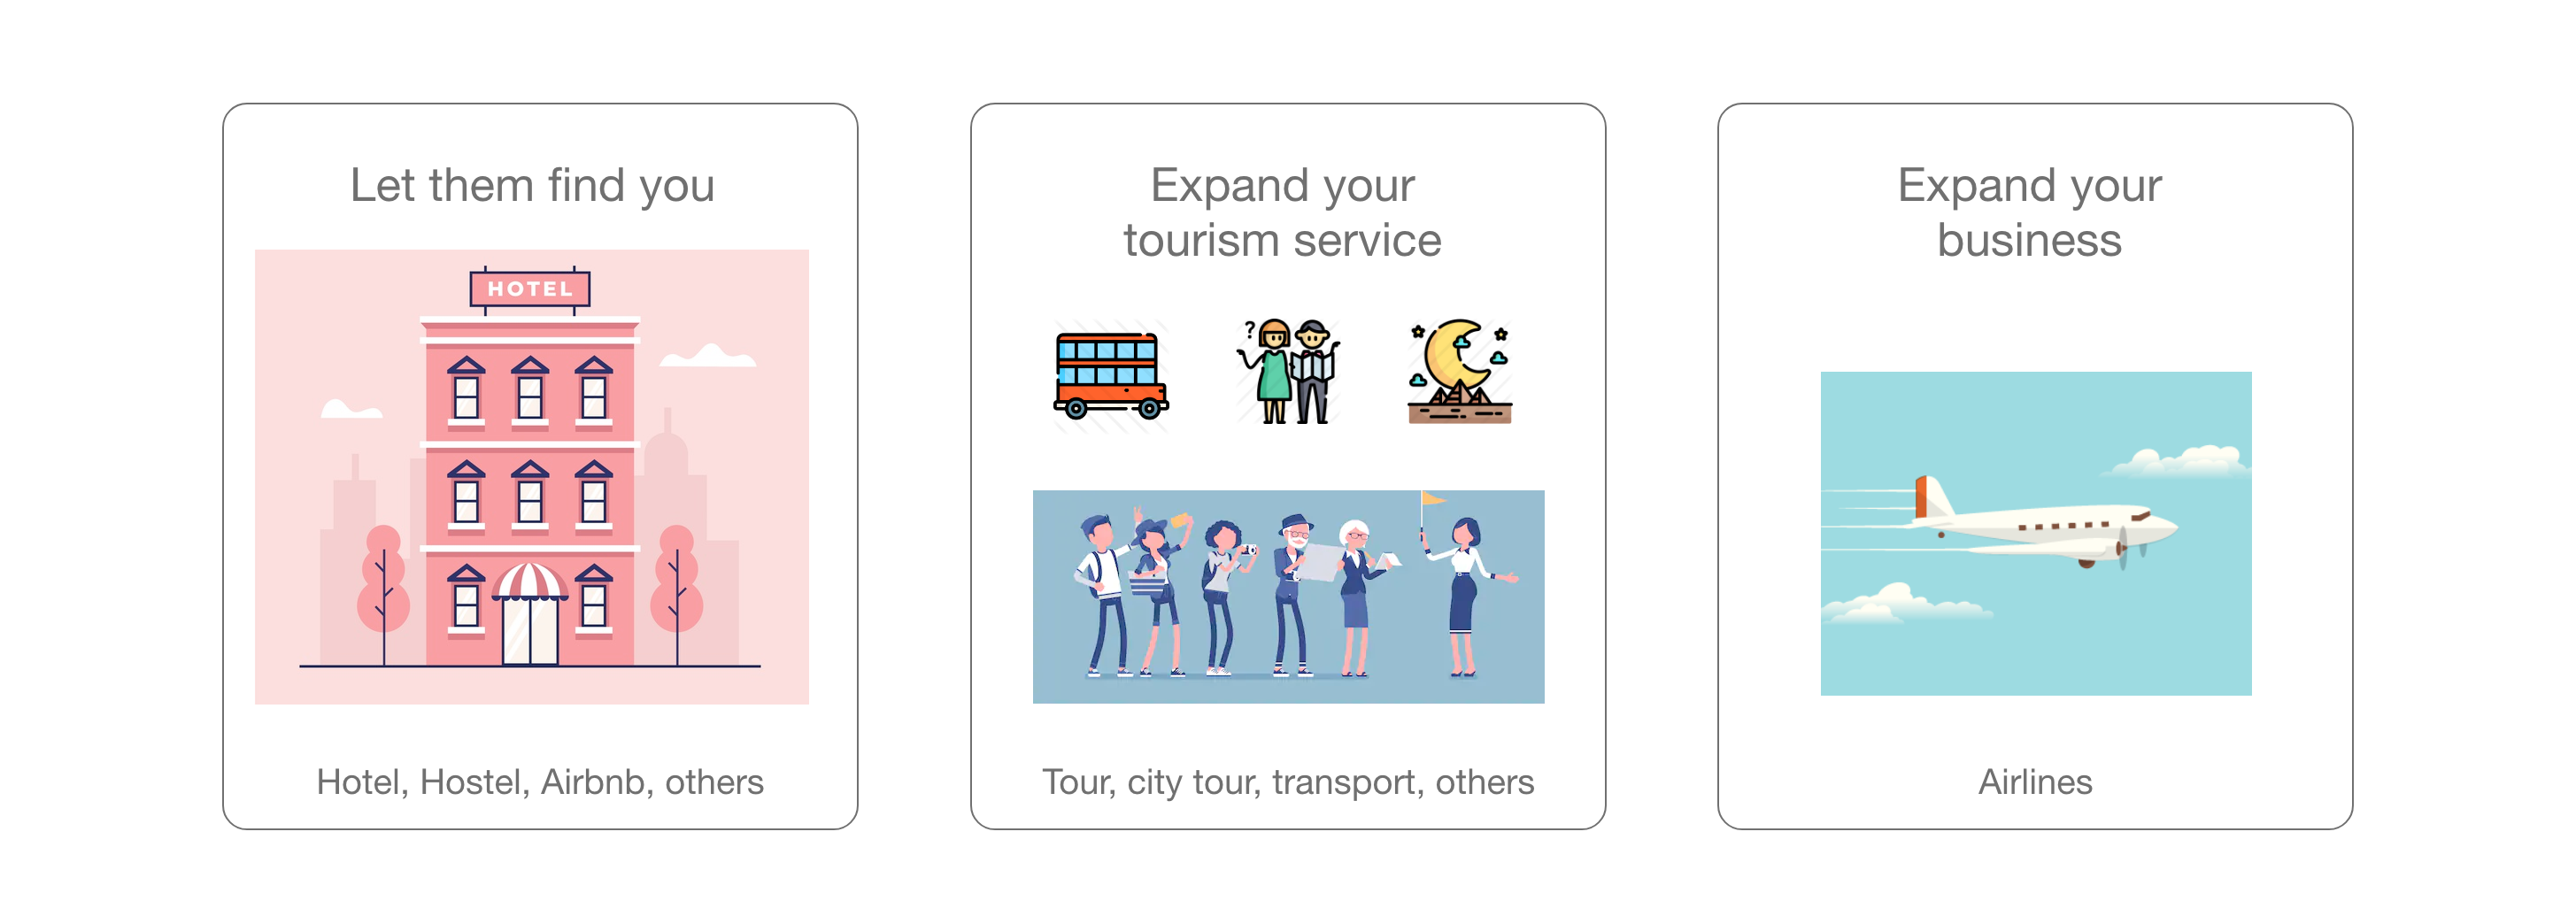 Let them find you
HOTEL
Hotel, Hostel, Airbnb, others
Expand your
tourism service
?
Tour, city tour, transport, others
Expand your
business
Airlines